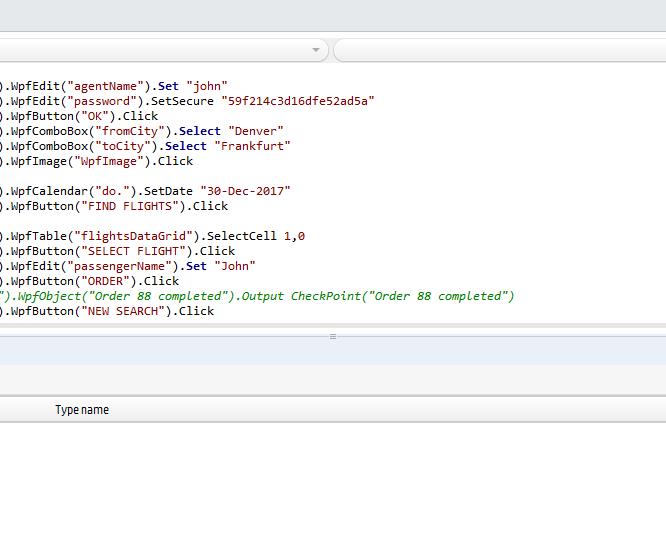 ).WpfEdit("agentName").Set "john"
).WpfEdit("password").SetSecure "59f214c3d16dfe52ad5a"
).WpfButton("OK").Click
).WpfComboBox("fromCity").Select "Denver"
).WpfComboBox("toCity").Select "Frankfurt"
).WpfImage("WpfImage").Click
).WpfCalendar("do.").SetDate "30-Dec-2017"
).WpfButton("FIND FLIGHTS").Click
).WpfTable("flightsDataGrid").SelectCell 1,0
).WpfButton("SELECT FLIGHT").Click
).WpfEdit("passengerName").Set "John"
).WpfButton("ORDER").Click
").WpfObject("Order 88 completed").Output CheckPoint("Order 88 completed")
).WpfButton("NEW SEARCH").Click
Type name